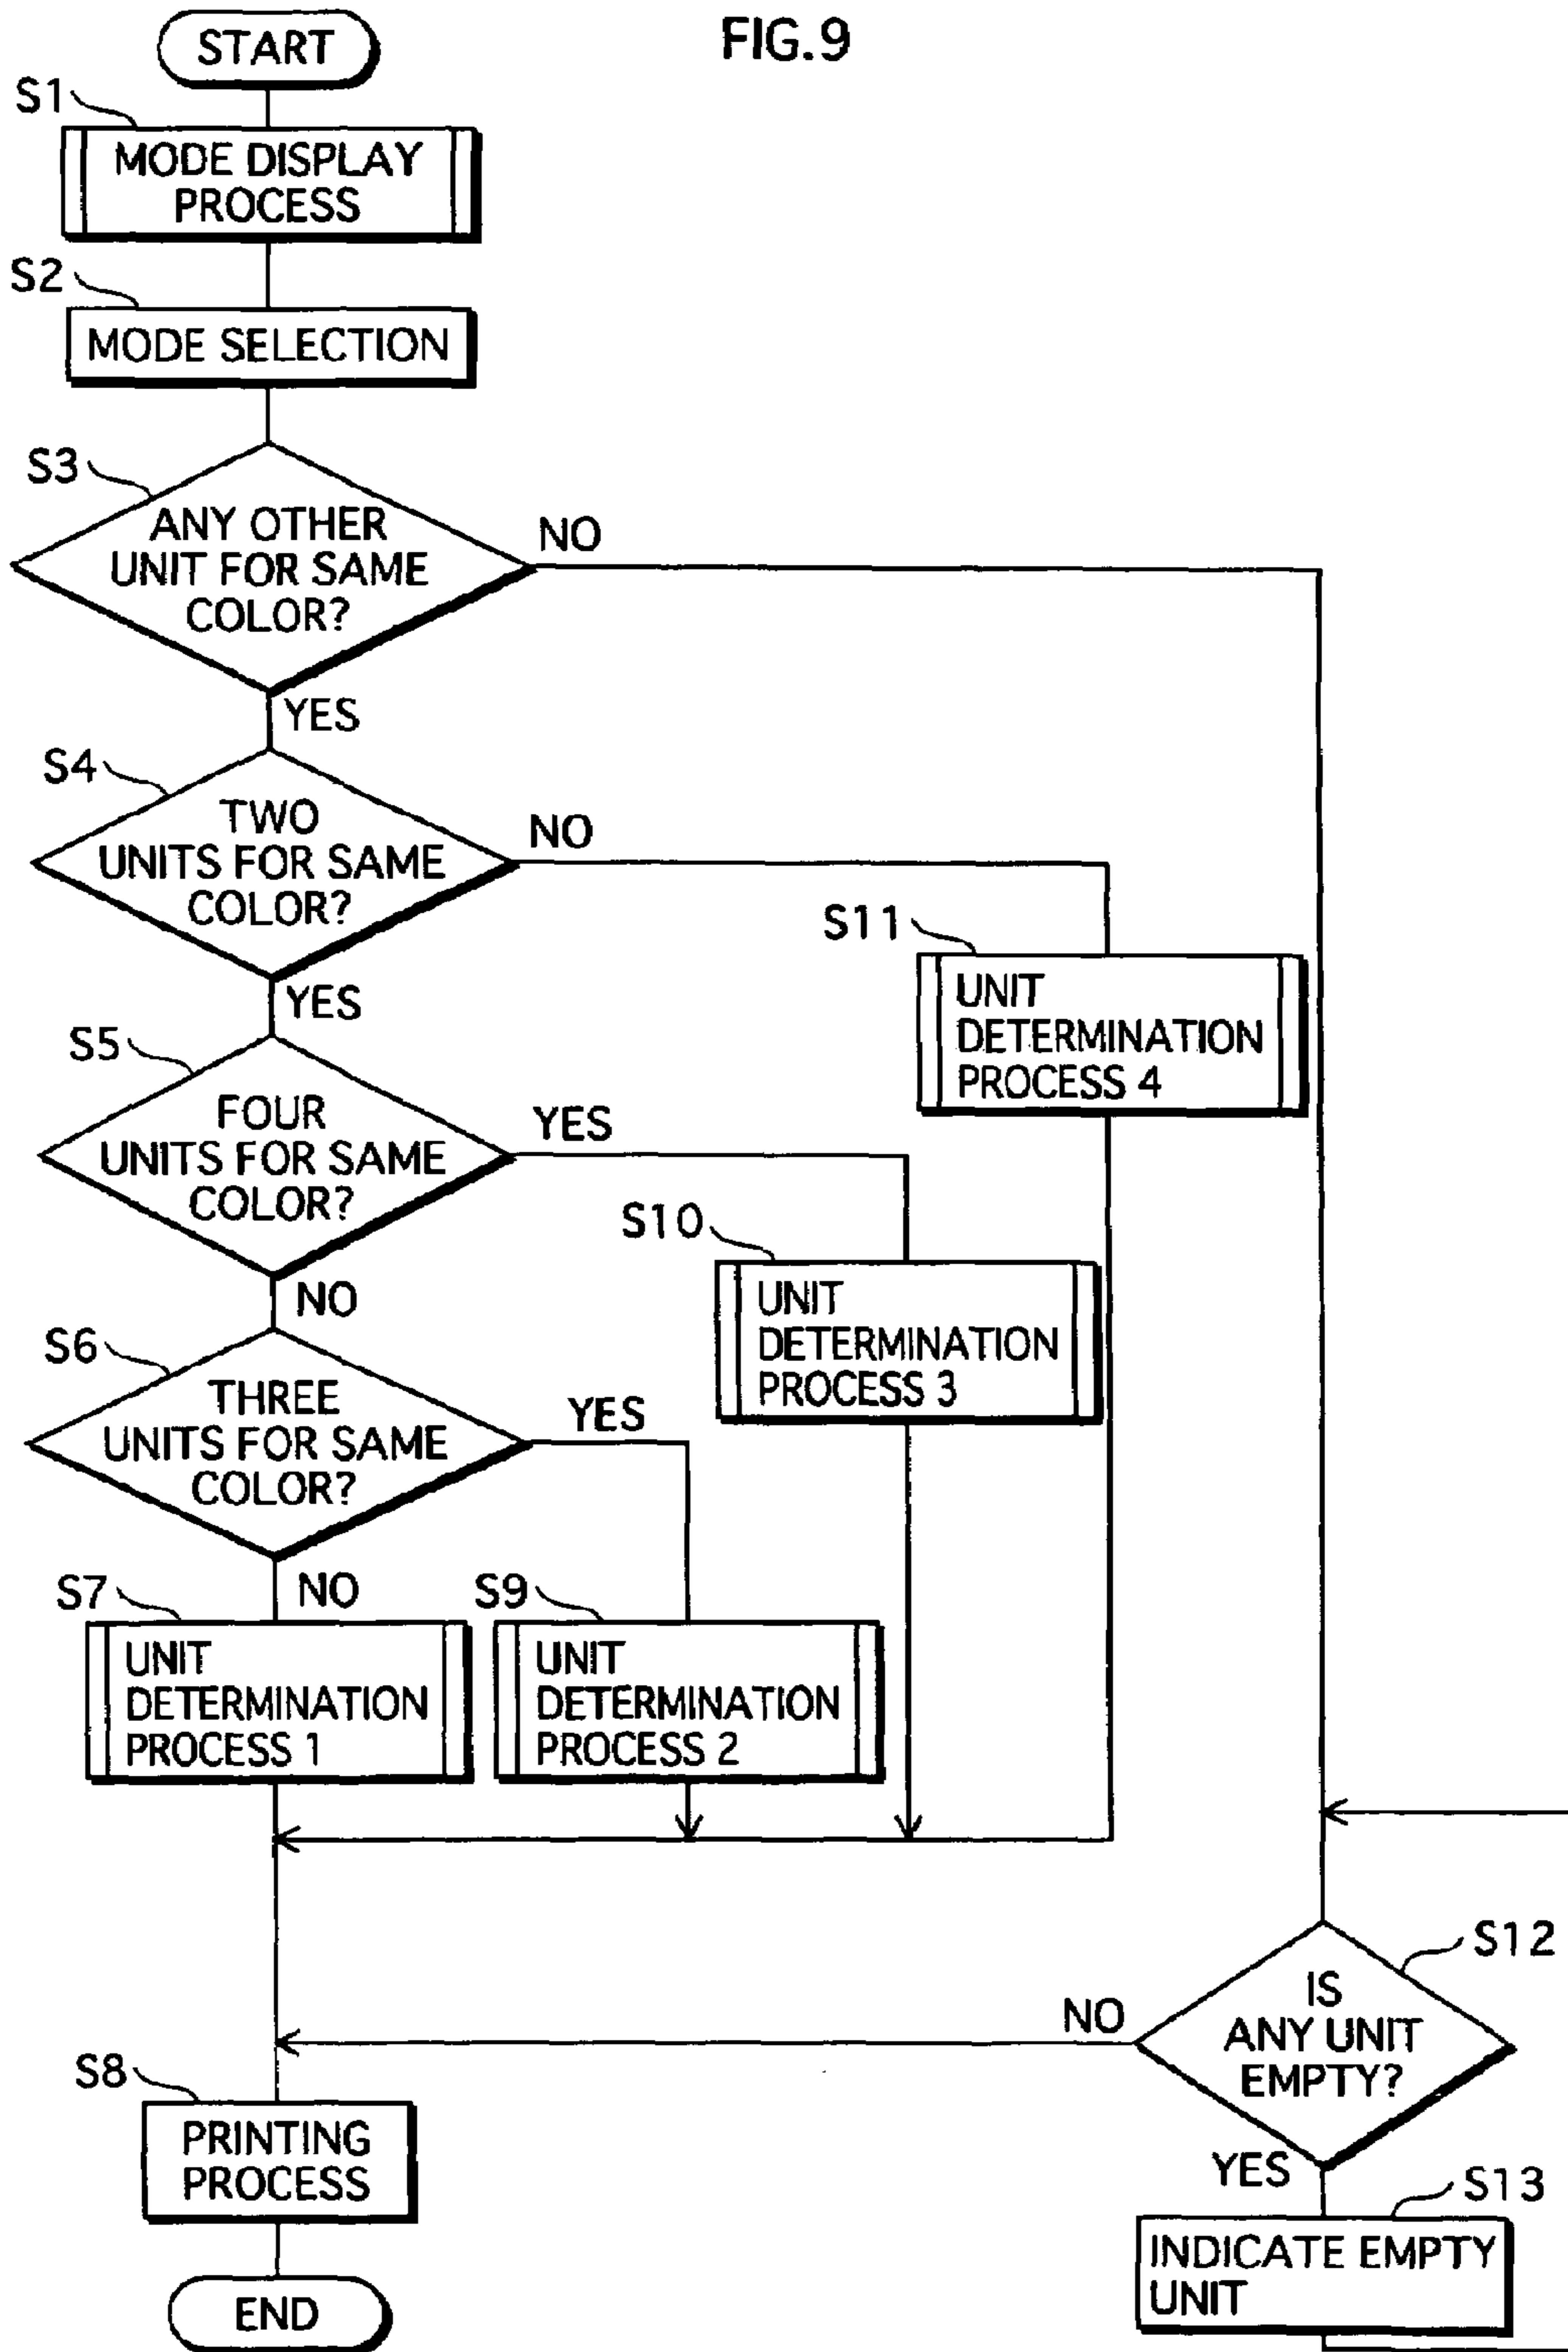 FIG.9
START
S1
MODE DISPLAY
PROCESS
S2
MODE SELECTION
S3
ANY OTHER
UNIT FOR SAME
COLOR?
NO
YES
S4
TWO
UNITS FOR SAME
COLOR?
NO
YES
S11
UNIT
DETERMINATION
PROCESS 4
S5
FOUR
UNITS FOR SAME
COLOR?
YES
NO
S10
UNIT
DETERMINATION
PROCESS 3
S6
THREE
UNITS FOR SAME
COLOR?
YES
NO
S7
UNIT
DETERMINATION
PROCESS 1
S9
UNIT
DETERMINATION
PROCESS 2
S12
IS
ANY UNIT
EMPTY?
NO
YES
S8
PRINTING
PROCESS
S13
INDICATE EMPTY
UNIT
END